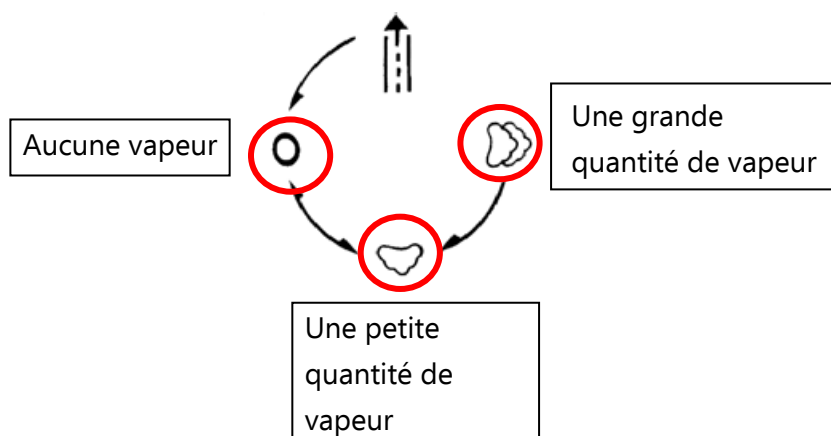 Aucune vapeur
Une grande
quantité de vapeur
Une petite
quantité de
vapeur